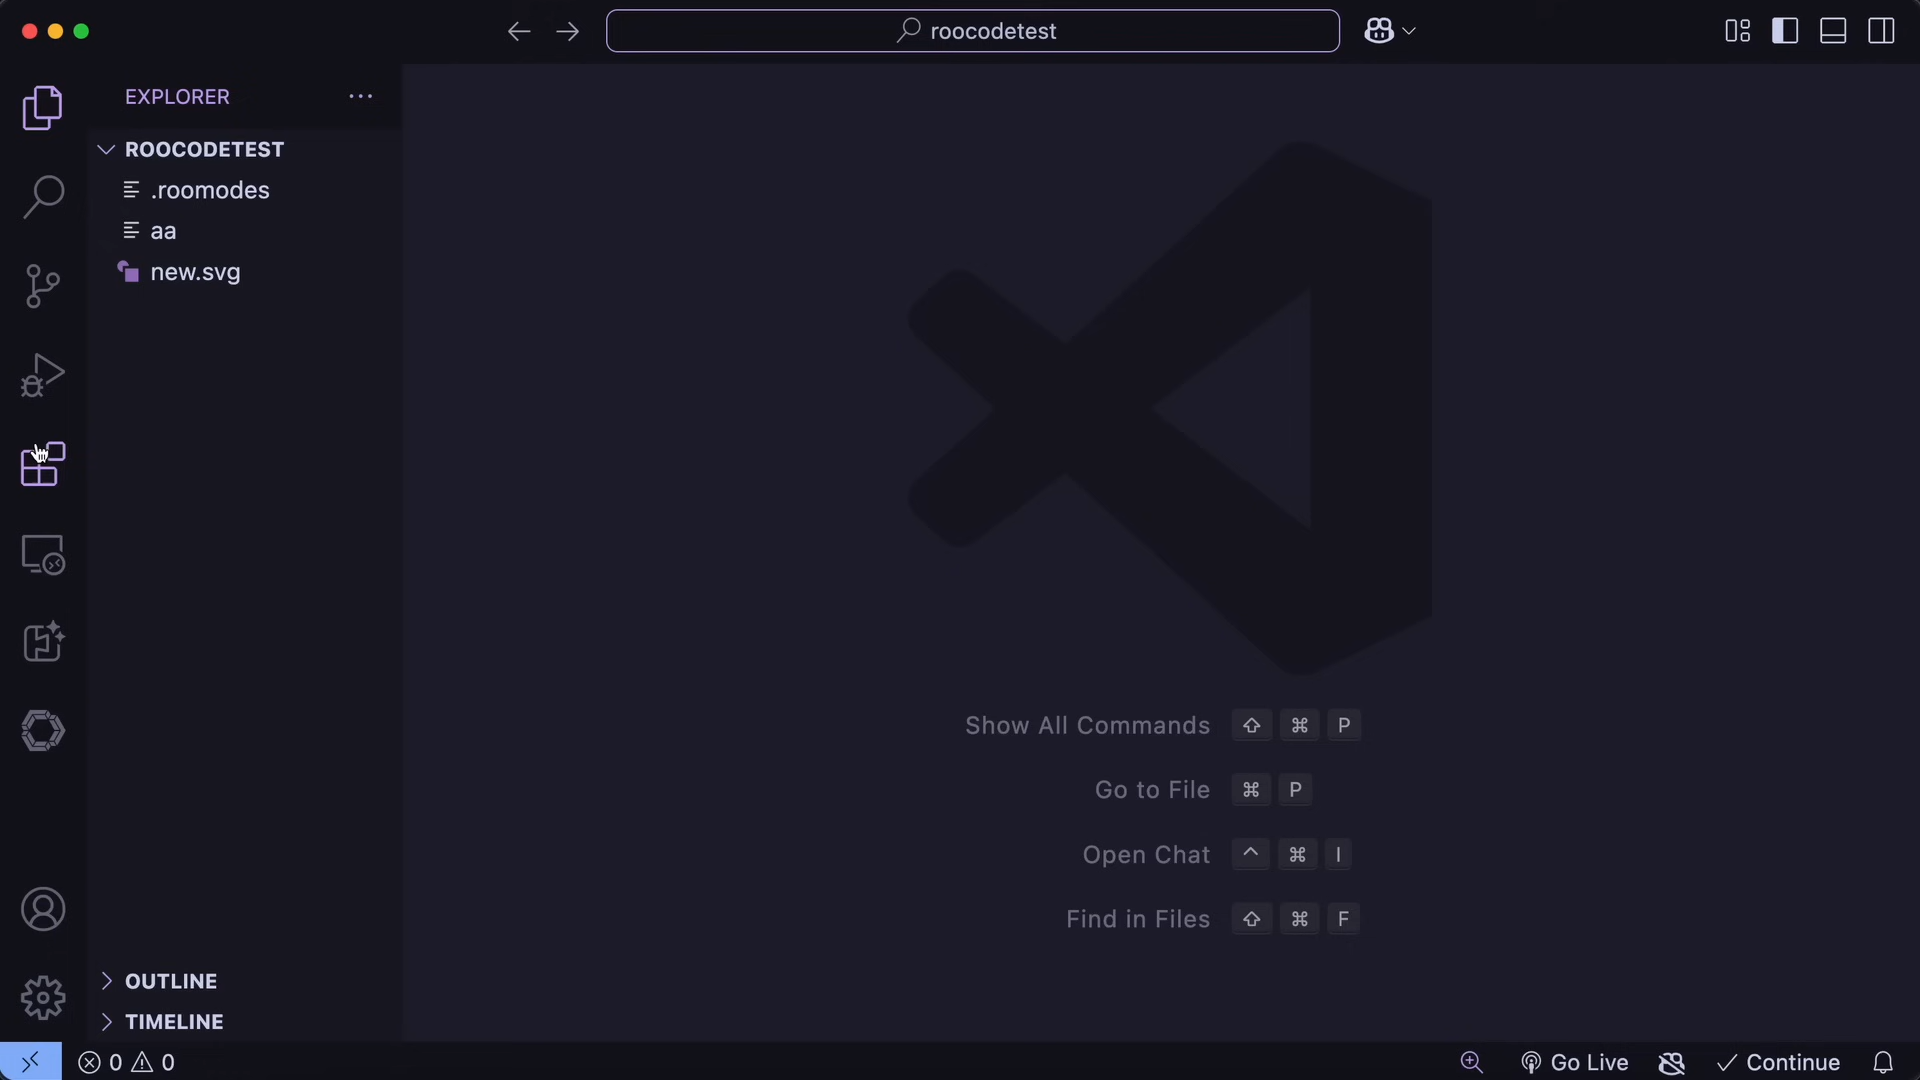 roocodetest
EXPLORER
ROOCODETEST
.roomodes
aa
new.svg
Show All Commands ⇧ ⌘ P
Go to File ⌘ P
Open Chat ^ ⌘ I
Find in Files ⇧ ⌘ F
OUTLINE
TIMELINE
0 0 Go Live Continue